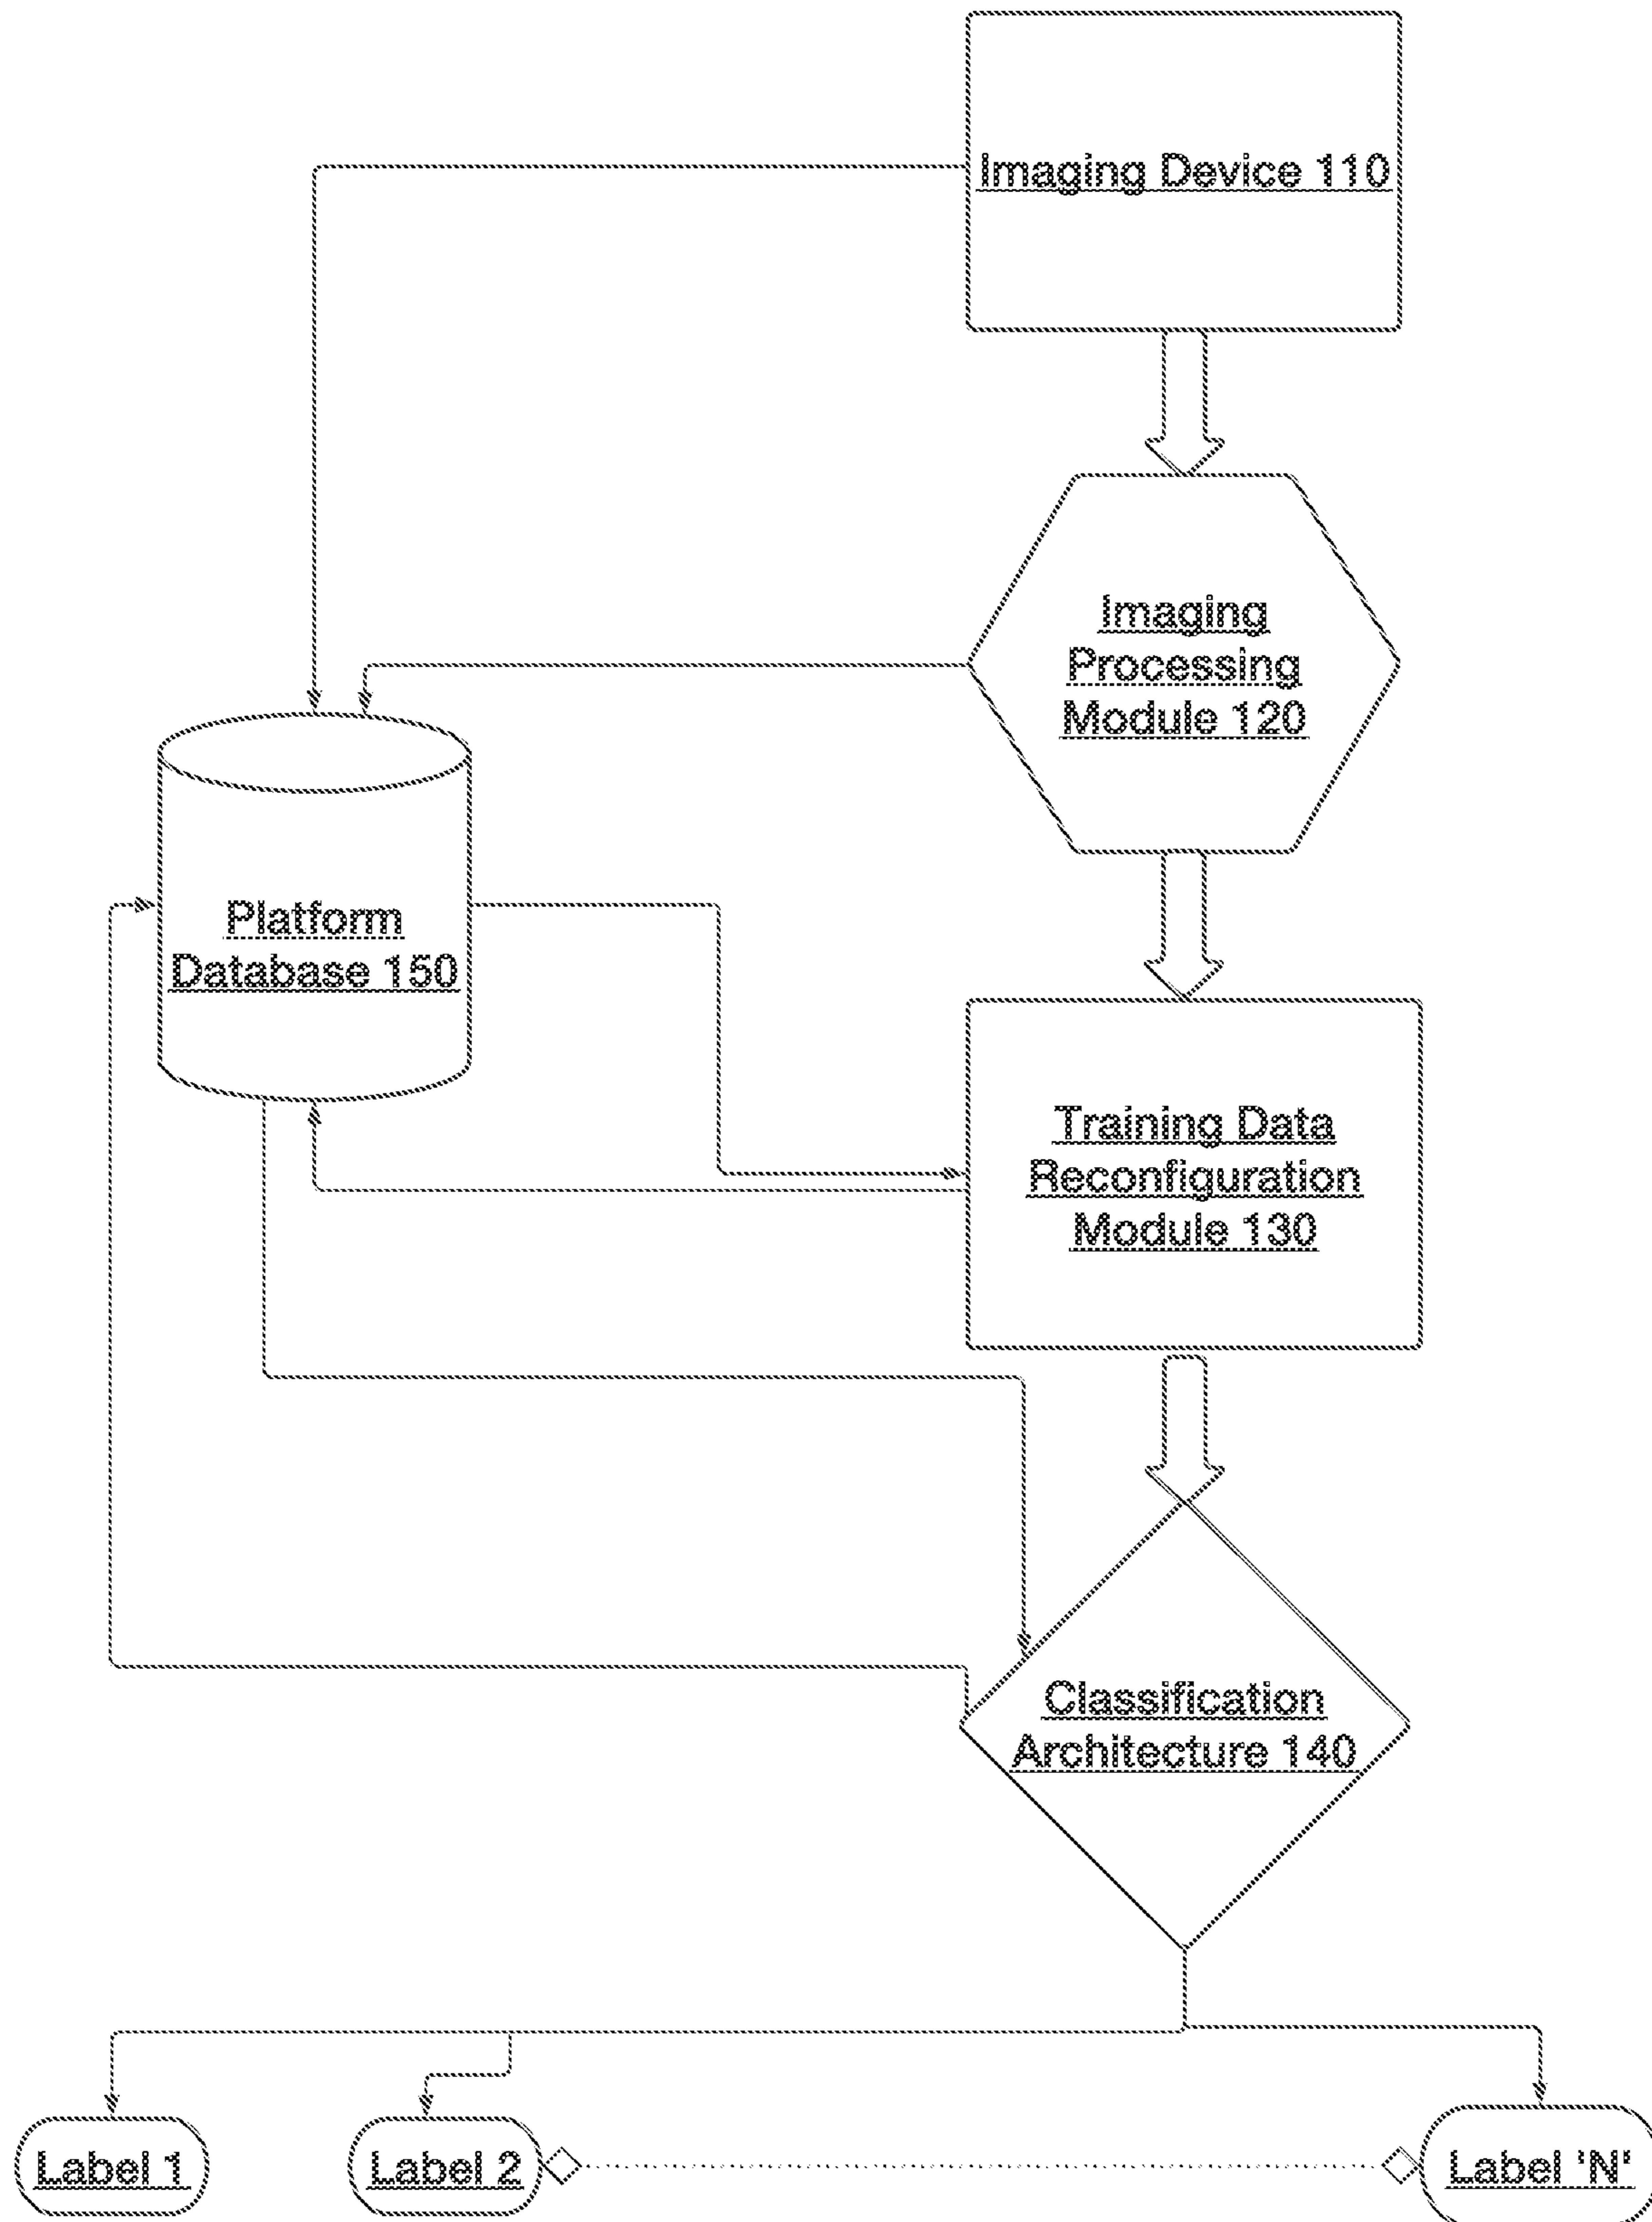 Imaging Device 110
Imaging
Processing
Module 120
Platform
Database 150
Training Data
Reconfiguration
Module 130
Classification
Architecture 140
Label 1
Label 2
Label 'N'